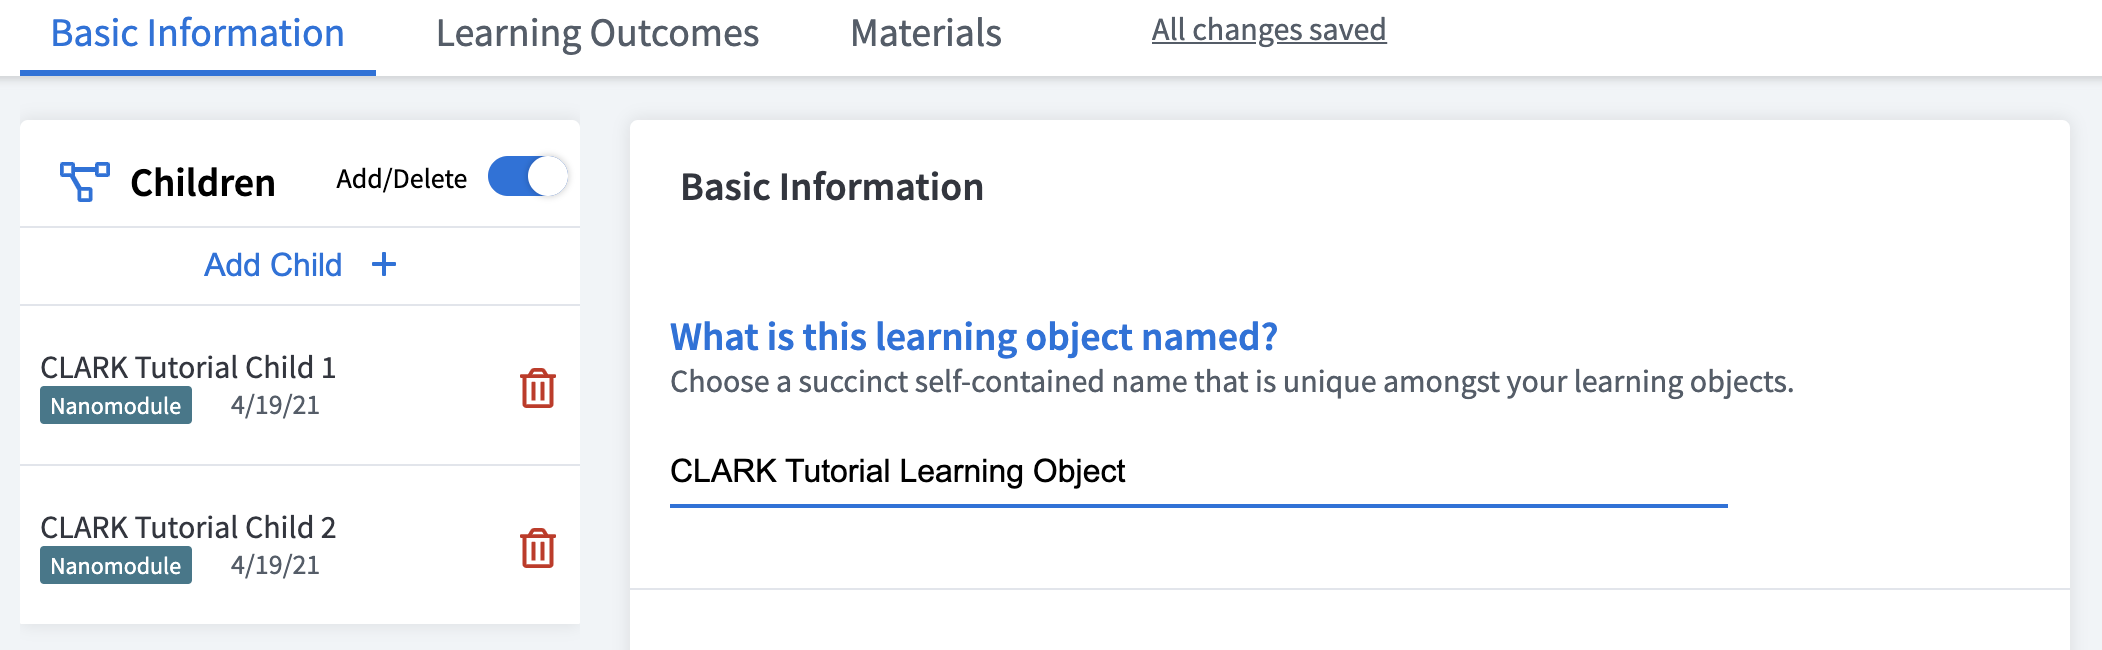 Basic Information
Learning Outcomes
Materials
All changes saved
Children
Add/Delete
Add Child +
CLARK Tutorial Child 1
Nanomodule 4/19/21
CLARK Tutorial Child 2
Nanomodule 4/19/21
Basic Information
What is this learning object named?
Choose a succinct self-contained name that is unique amongst your learning objects.
CLARK Tutorial Learning Object